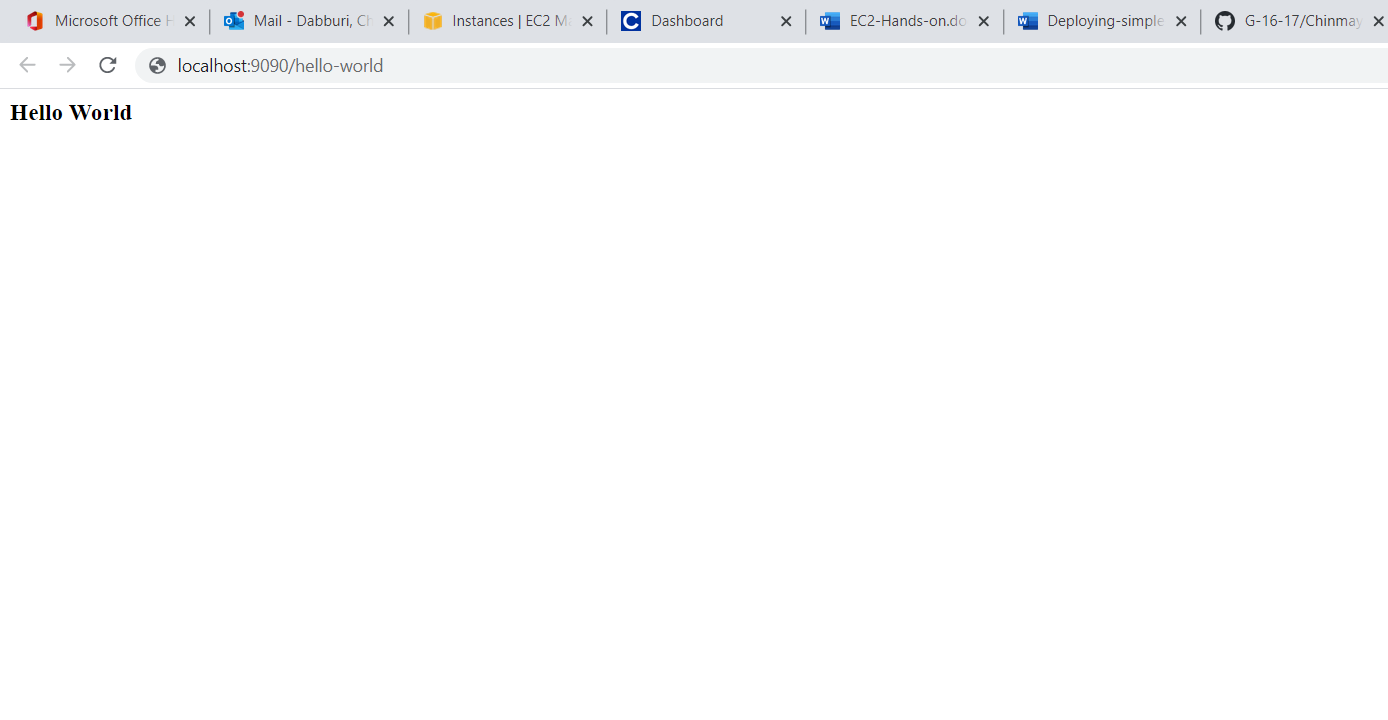 Microsoft Office H
Mail - Dabburi, Ch
Instances | EC2 Ma
Dashboard
EC2-Hands-on.do
Deploying-simple
G-16-17/Chinmay
localhost:9090/hello-world
Hello World